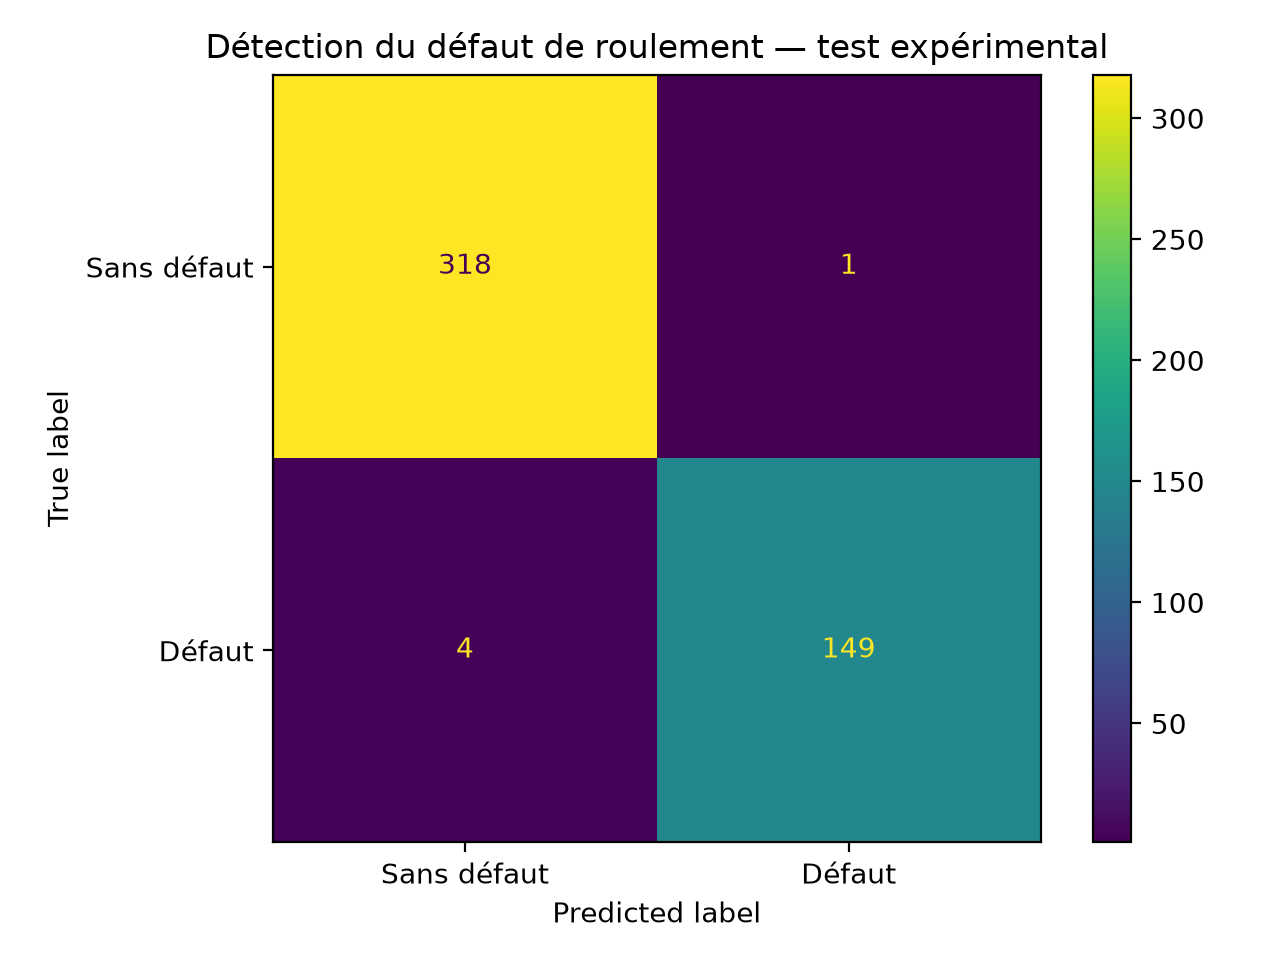 Détection du défaut de roulement — test expérimental
Sans défaut
318
1
Défaut
4
149
Sans défaut
Défaut
Predicted label
True label
300
250
200
150
100
50